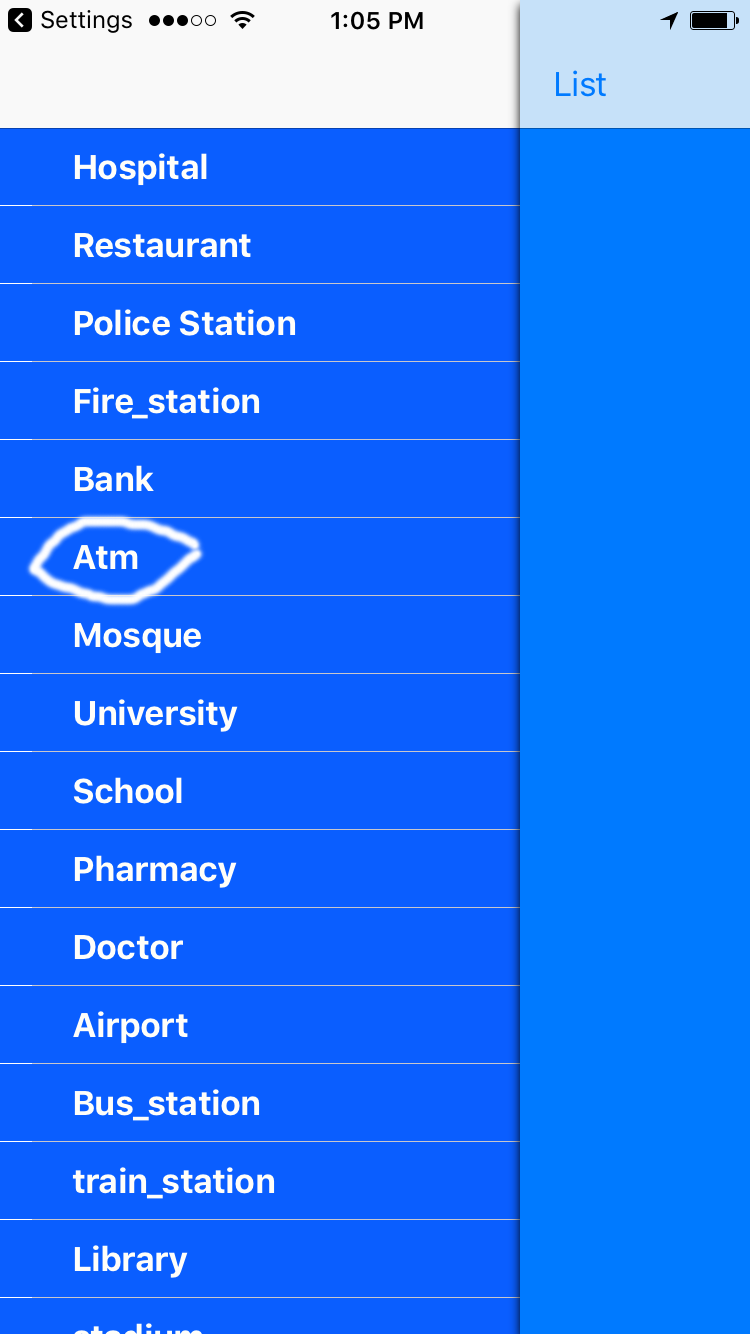 Settings 1:05 PM
List
Hospital
Restaurant
Police Station
Fire_station
Bank
Atm
Mosque
University
School
Pharmacy
Doctor
Airport
Bus_station
train_station
Library
stadium